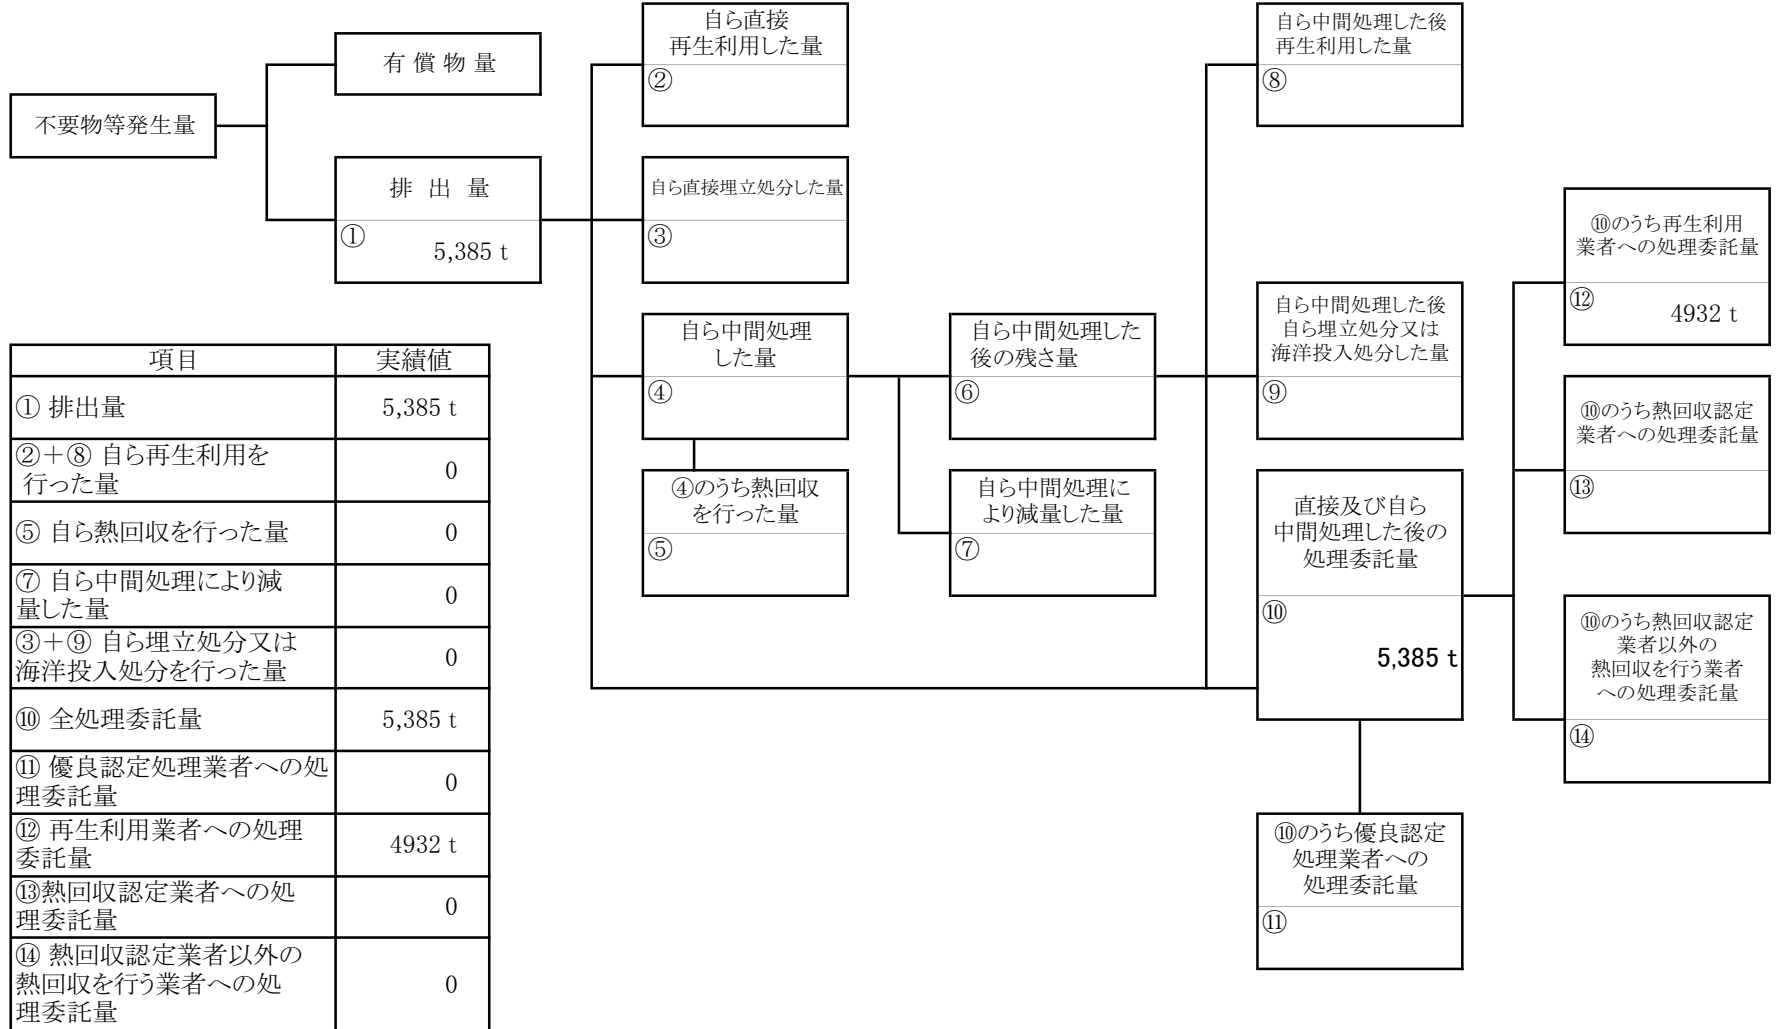 自ら直接
再生利用した量
②
自ら中間処理した後
再生利用した量
⑧
有 償 物 量
不要物等発生量
排 出 量
①
5,385 t
自ら直接埋立処分した量
③
⑩のうち再生利用
業者への処理委託量
⑫
4932 t
自ら中間処理
した量
④
自ら中間処理した
後の残さ量
⑥
自ら中間処理した後
自ら埋立処分又は
海洋投入処分した量
⑨
⑩のうち熱回収認定
業者への処理委託量
⑬
④のうち熱回収
を行った量
⑤
自ら中間処理に
より減量した量
⑦
直接及び自ら
中間処理した後の
処理委託量
⑩
5,385 t
⑩のうち熱回収認定
業者以外の
熱回収を行う業者
への処理委託量
⑭
⑩のうち優良認定
処理業者への
処理委託量
⑪
項目 実績値
① 排出量 5,385 t
②+⑧ 自ら再生利用を
行った量 0
⑤ 自ら熱回収を行った量 0
⑦ 自ら中間処理により減
量した量 0
③+⑨ 自ら埋立処分又は
海洋投入処分を行った量 0
⑩ 全処理委託量 5,385 t
⑪ 優良認定処理業者への処
理委託量 0
⑫ 再生利用業者への処理
委託量 4932 t
⑬熱回収認定業者への処
理委託量 0
⑭ 熱回収認定業者以外の
熱回収を行う業者への処
理委託量 0